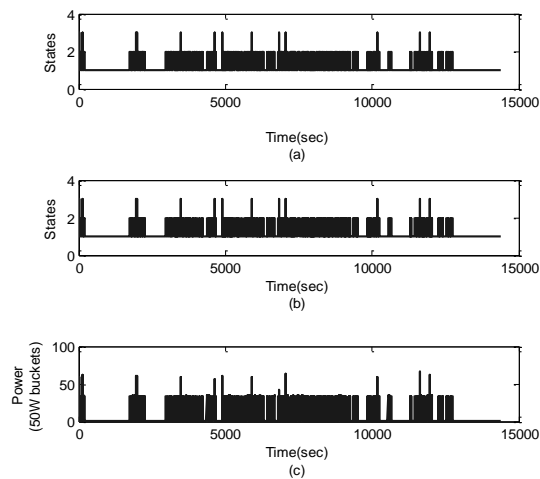 4
2
0
States
0 5000 10000 15000
Time(sec)
(a)
4
2
0
States
0 5000 10000 15000
Time(sec)
(b)
100
50
0
Power
(50W buckets)
0 5000 10000 15000
Time(sec)
(c)